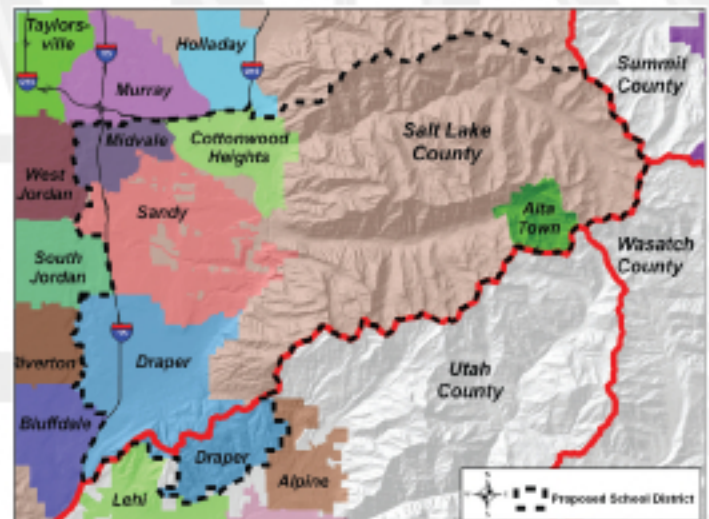 Taylors-
ville
Holladay
Summit
County
Murray
Midvale
Cottonwood
Heights
Salt Lake
County
West
Jordan
Sandy
Alta
Town
Wasatch
County
South
Jordan
Draper
Utah
County
Bluffdale
Draper
Lehi
Alpine
Proposed School District